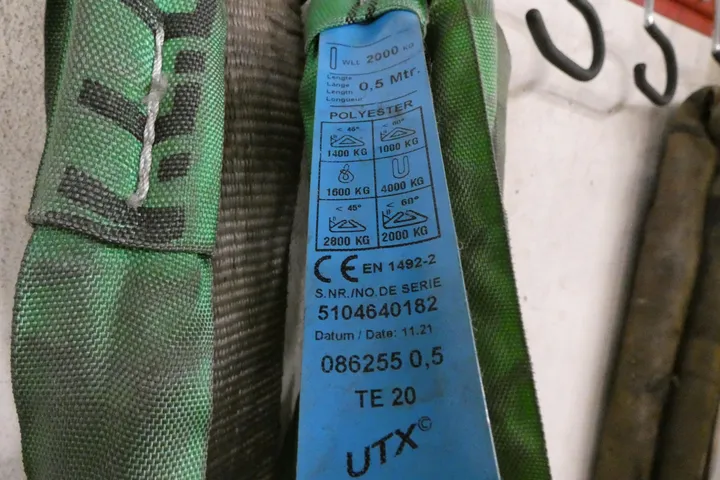 WLL 2000 KG
Lengte
Länge
Length
Longueur
0,5 Mtr.
POLYESTER
< 45° < 60°
1400 KG 1000 KG
1600 KG 4000 KG
< 45° < 60°
2800 KG 2000 KG
CE EN 1492-2
S.NR./NO.DE SERIE
5104640182
Datum / Date: 11.21
086255 0,5
TE 20
UTX©